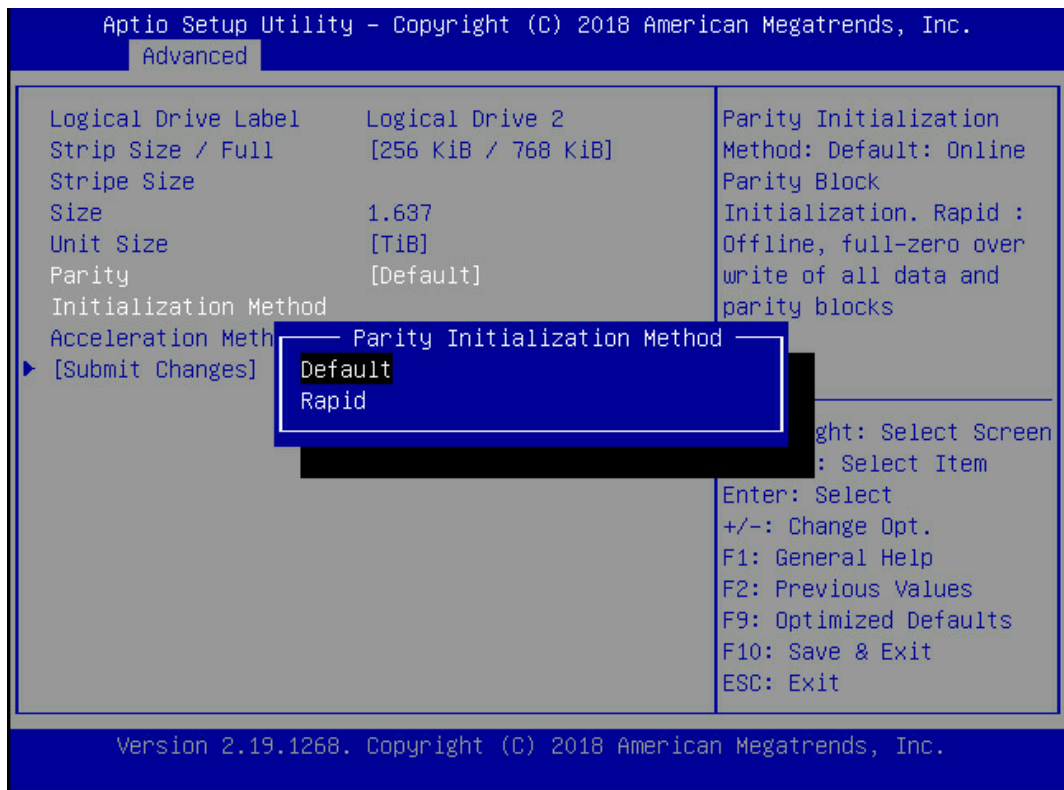 Aptio Setup Utility – Copyright (C) 2018 American Megatrends, Inc.
Advanced
Logical Drive Label Logical Drive 2
Strip Size / Full [256 KiB / 768 KiB]
Stripe Size
Size 1.637
Unit Size [TiB]
Parity [Default]
Initialization Method
Acceleration Meth
[Submit Changes]
Parity Initialization Method
Default
Rapid
Parity Initialization
Method: Default: Online
Parity Block
Initialization. Rapid :
Offline, full-zero over
write of all data and
parity blocks
ght: Select Screen
: Select Item
Enter: Select
+/-: Change Opt.
F1: General Help
F2: Previous Values
F9: Optimized Defaults
F10: Save & Exit
ESC: Exit
Version 2.19.1268. Copyright (C) 2018 American Megatrends, Inc.